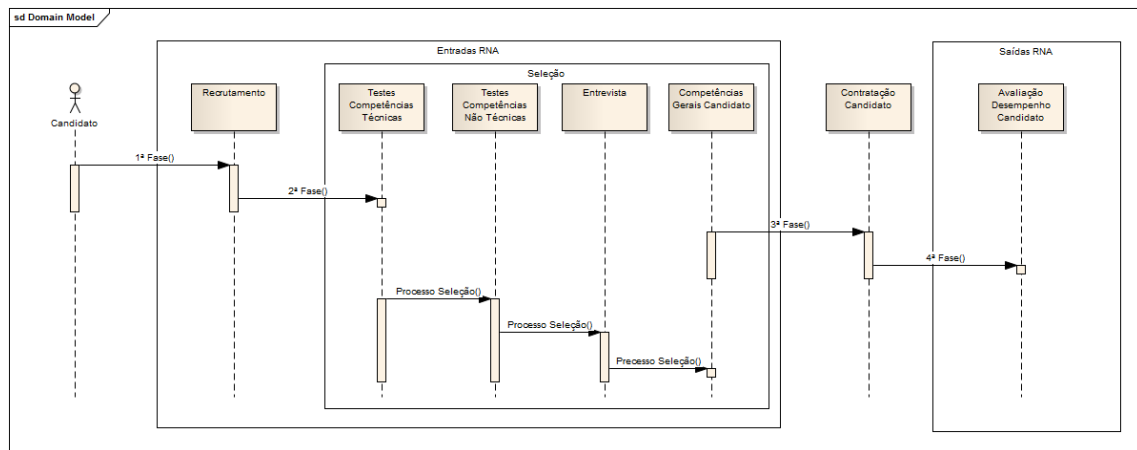 sd Domain Model
Entradas RNA
Saídas RNA
Seleção
Candidato
Recrutamento
Testes
Competências
Técnicas
Testes
Competências
Não Técnicas
Entrevista
Competências
Gerais Candidato
Contratação
Candidato
Avaliação
Desempenho
Candidato
1ª Fase()
2ª Fase()
3ª Fase()
4ª Fase()
Processo Seleção()
Processo Seleção()
Precesso Seleção()